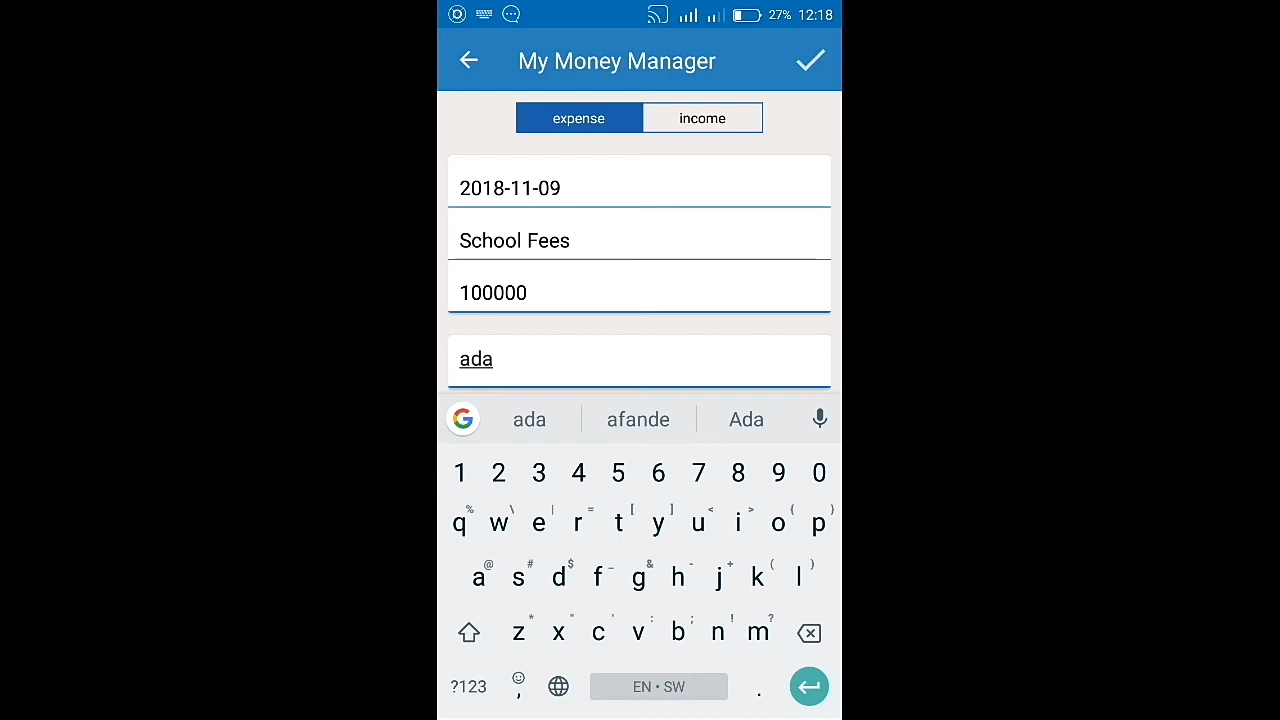 27% 12:18
My Money Manager
expense income
2018-11-09
School Fees
100000
ada
G ada afande Ada
1 2 3 4 5 6 7 8 9 0
% \ | = [ ] < > { }
q w e r t y u i o p
@ # $ _ & - + ( )
a s d f g h j k l
* " ' : ; ! ?
z x c v b n m
?123 , EN • SW .